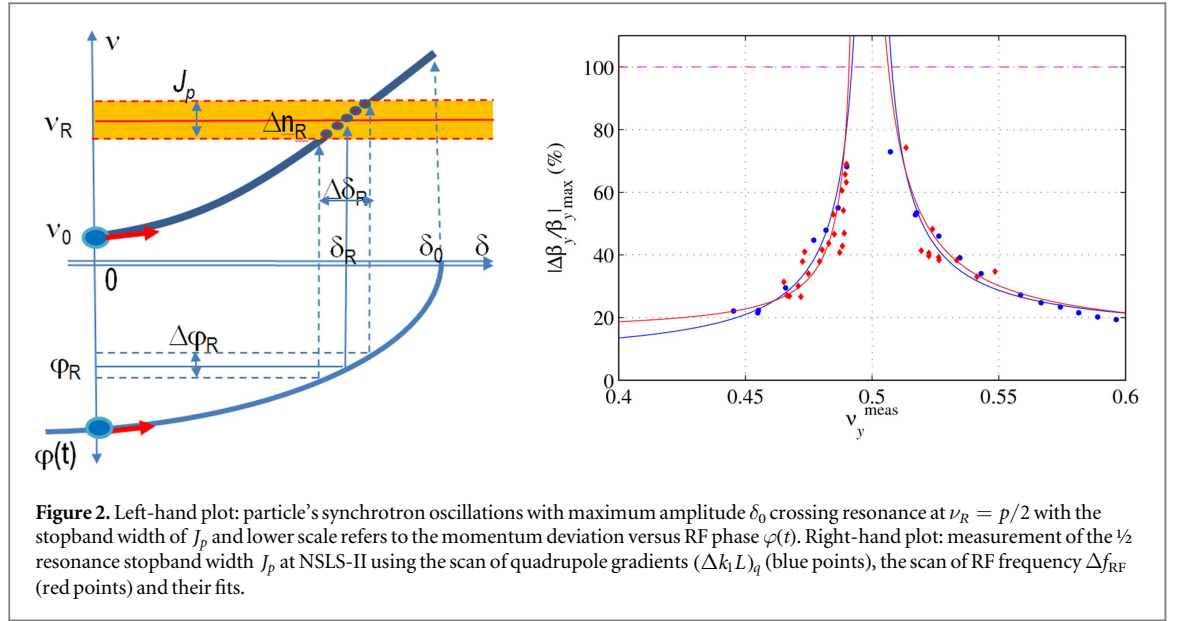 ν
J_p
ν_R
Δn_R
Δδ_R
ν_0
0
δ_R
δ_0
δ
Δφ_R
φ_R
φ(t)
100
80
60
40
20
0
|Δβ_y/β_y|_max (%)
0.4 0.45 0.5 0.55 0.6
ν_y^meas
Figure 2. Left-hand plot: particle's synchrotron oscillations with maximum amplitude δ_0 crossing resonance at ν_R = p/2 with the
stopband width of J_p and lower scale refers to the momentum deviation versus RF phase φ(t). Right-hand plot: measurement of the ½
resonance stopband width J_p at NSLS-II using the scan of quadrupole gradients (Δk_1L)_q (blue points), the scan of RF frequency Δf_RF
(red points) and their fits.